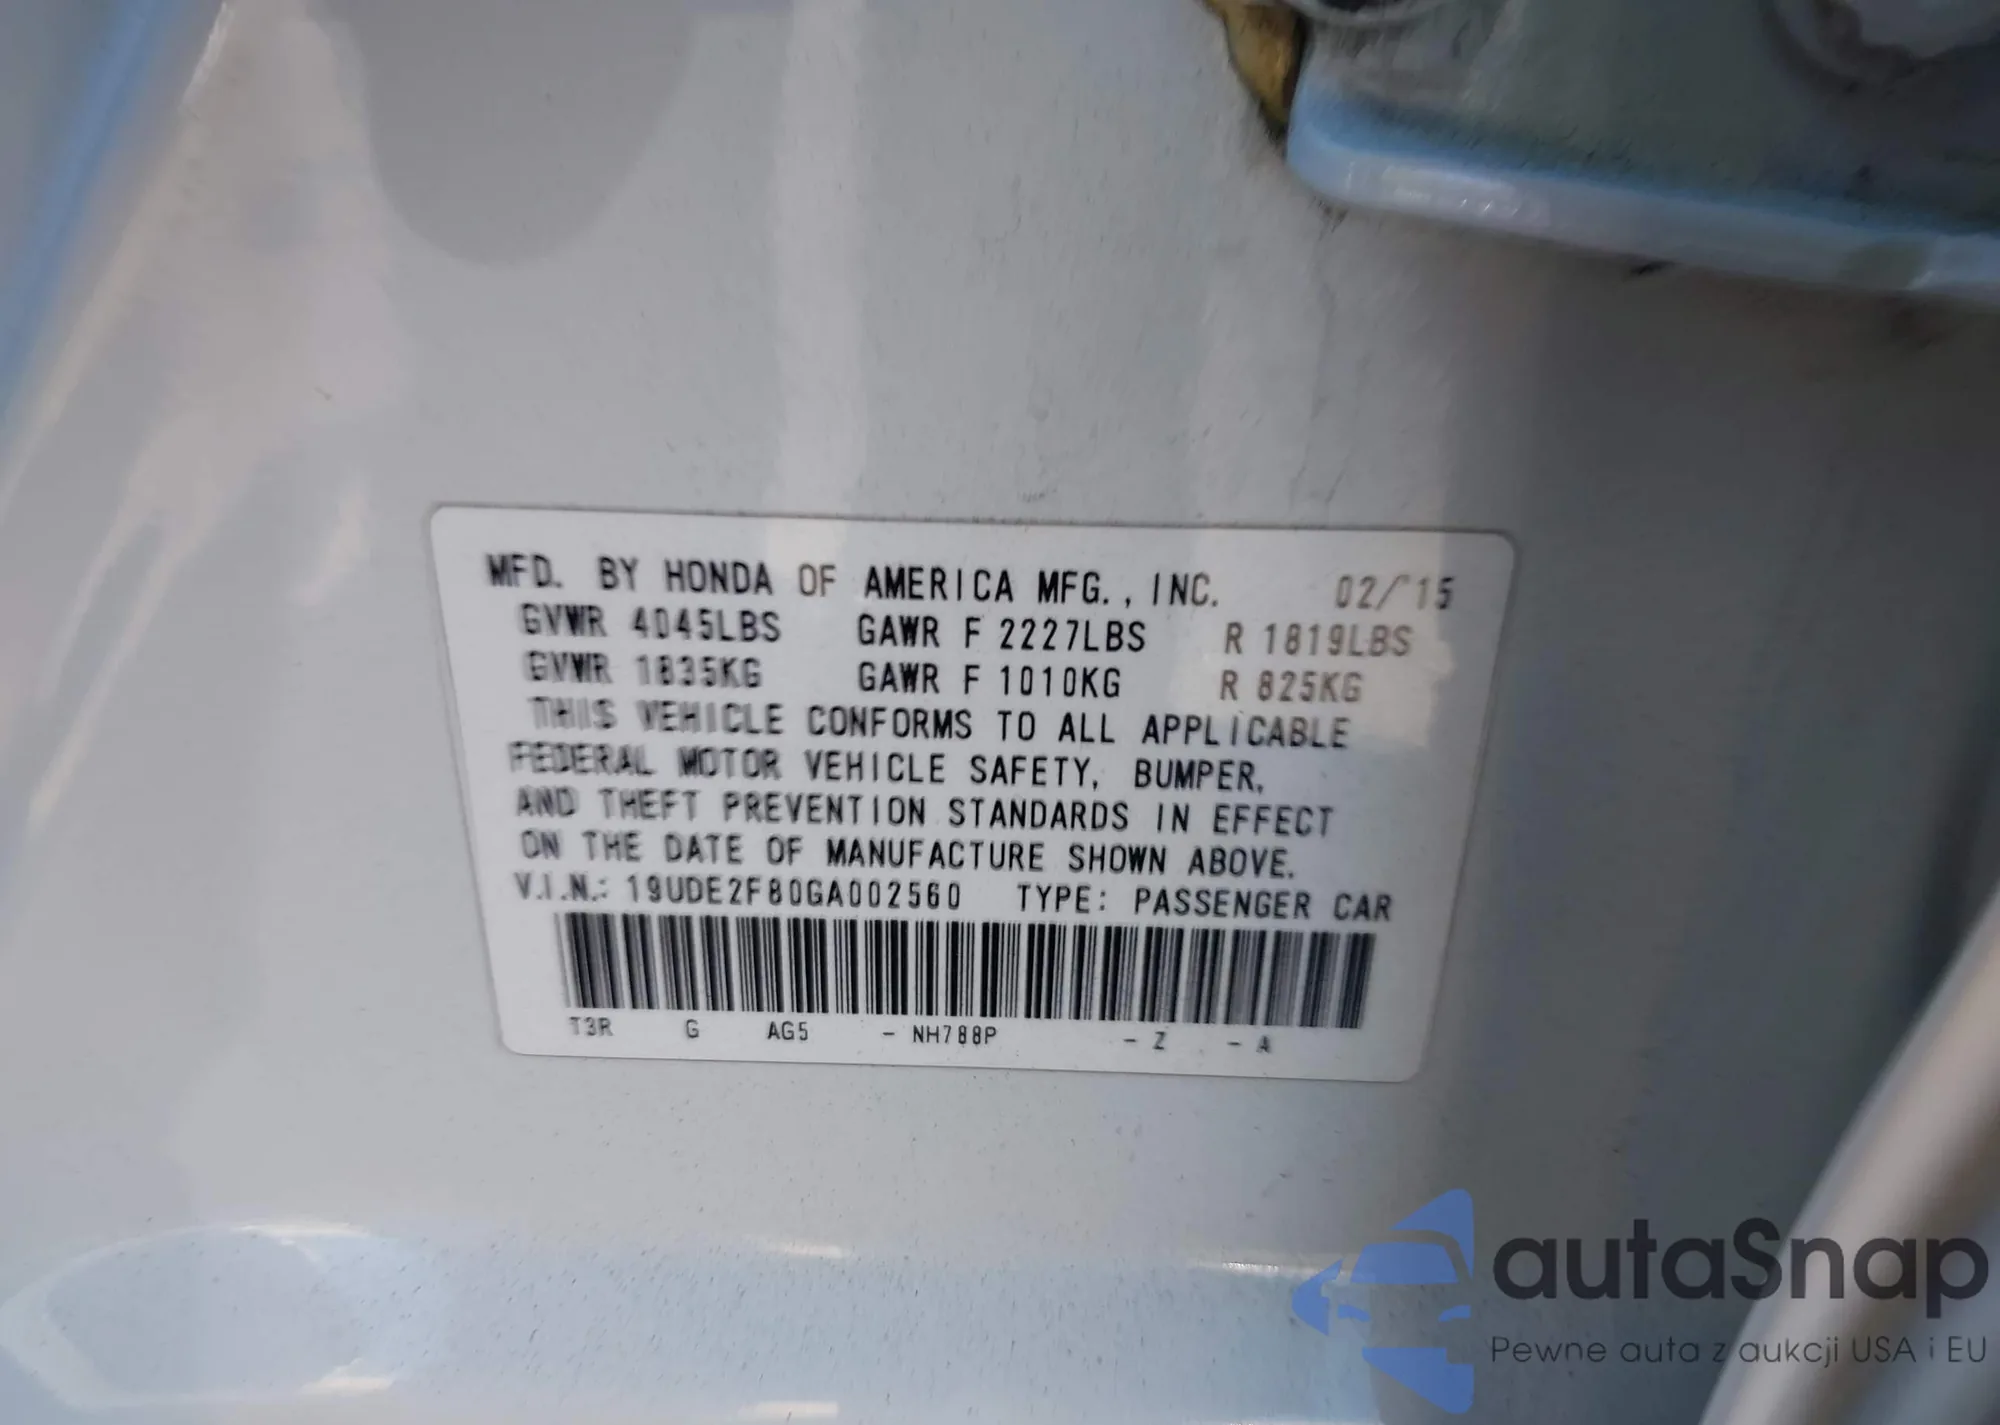 MFD. BY HONDA OF AMERICA MFG., INC. 02/15
GVWR 4045LBS GAWR F 2227LBS R 1819LBS
GVWR 1835KG GAWR F 1010KG R 825KG
THIS VEHICLE CONFORMS TO ALL APPLICABLE
FEDERAL MOTOR VEHICLE SAFETY, BUMPER,
AND THEFT PREVENTION STANDARDS IN EFFECT
ON THE DATE OF MANUFACTURE SHOWN ABOVE.
V.I.N.: 19UDE2F80GA002560 TYPE: PASSENGER CAR
T3R G AG5 - NH788P - Z - A
autaSnap
Pewne auta z aukcji USA i EU